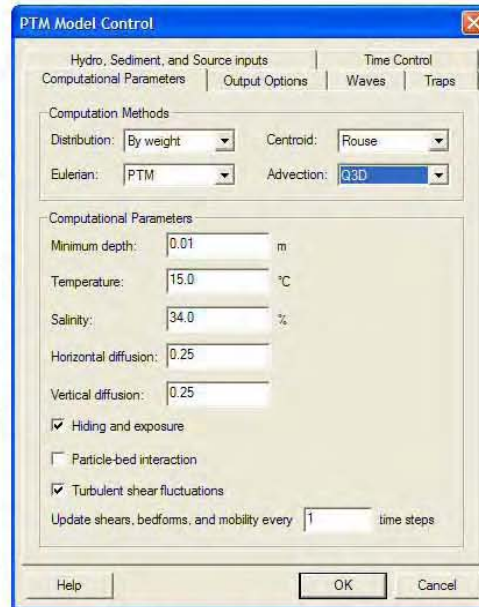 PTM Model Control
Hydro, Sediment, and Source inputs Time Control
Computational Parameters Output Options Waves Traps
Computation Methods
Distribution: By weight Centroid: Rouse
Eulerian: PTM Advection: Q3D
Computational Parameters
Minimum depth: 0.01 m
Temperature: 15.0 °C
Salinity: 34.0 %
Horizontal diffusion: 0.25
Vertical diffusion: 0.25
Hiding and exposure
Particle-bed interaction
Turbulent shear fluctuations
Update shears, bedforms, and mobility every 1 time steps
Help OK Cancel